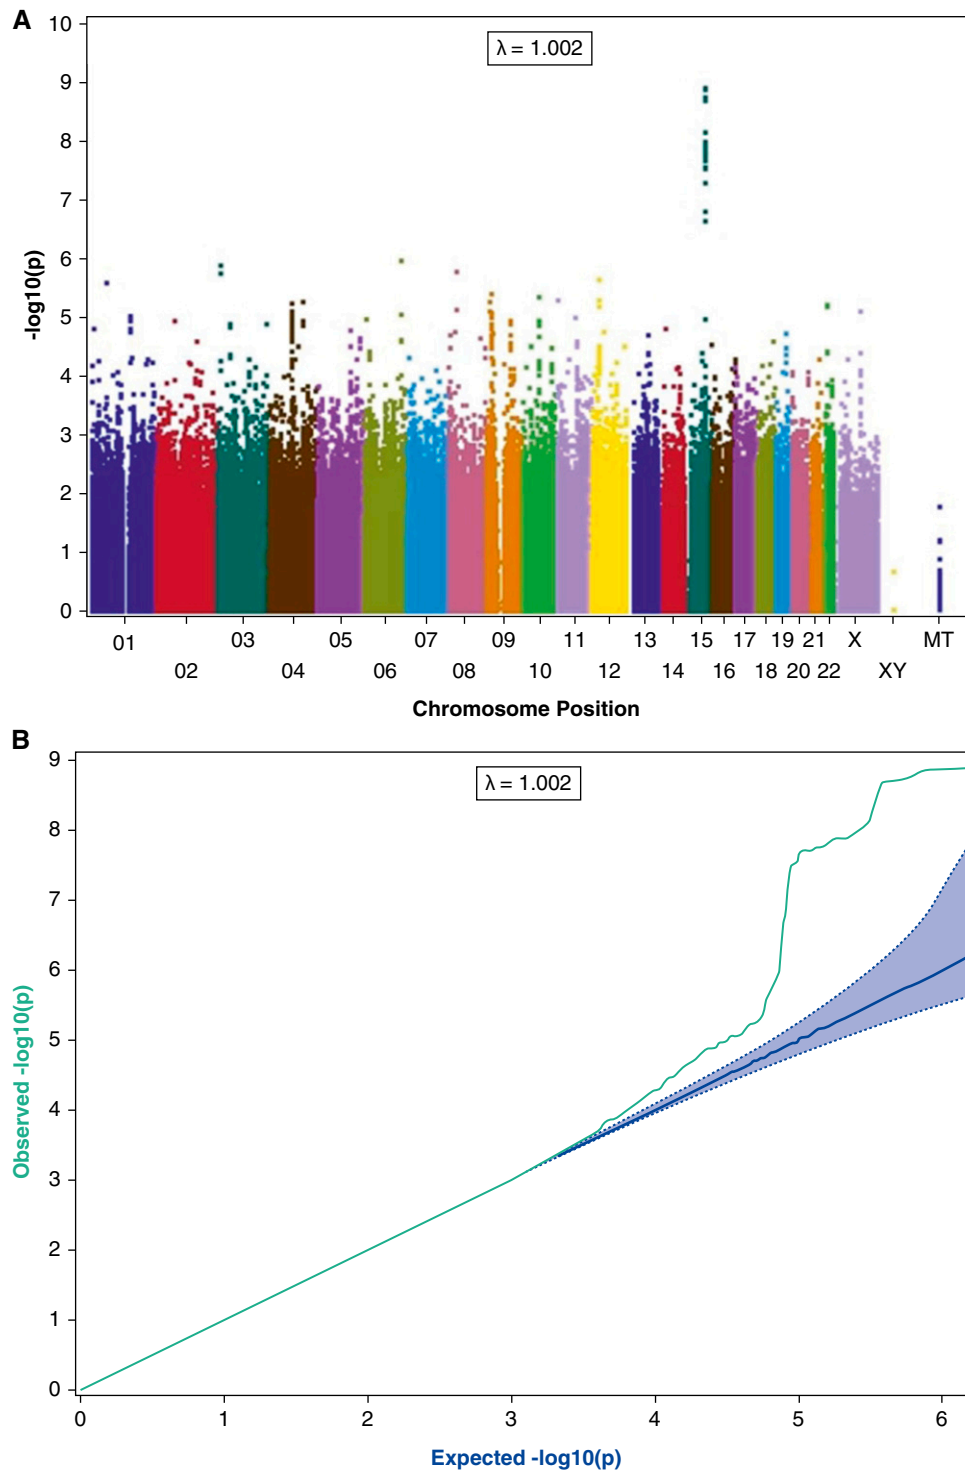 A
λ = 1.002
10
9
8
7
6
5
4
3
2
1
0
-log10(p)
01 03 04 05 07 09 11 13 15 17 19 21 X MT
02 04 06 08 10 12 14 16 18 20 22 XY
Chromosome Position
B
λ = 1.002
9
8
7
6
5
4
3
2
1
0
Observed -log10(p)
0 1 2 3 4 5 6
Expected -log10(p)